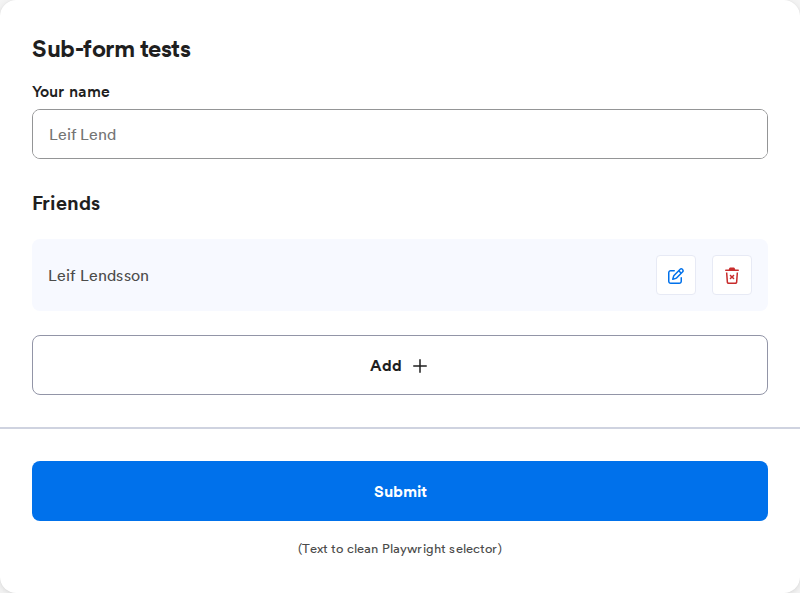 Sub-form tests
Your name
Leif Lend
Friends
Leif Lendsson
Add
Submit
(Text to clean Playwright selector)